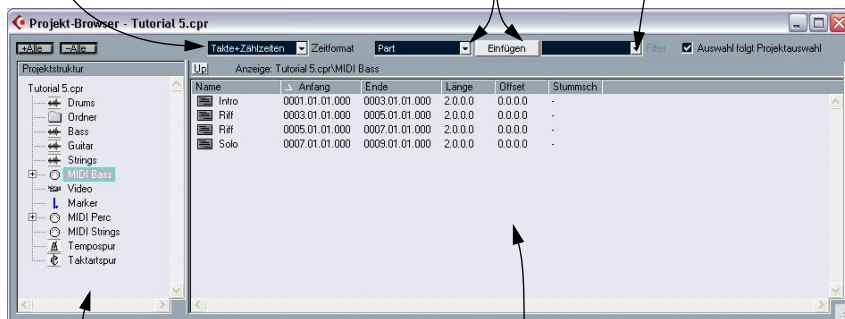 Projekt-Browser - Tutorial 5.cpr
+Alle -Alle Takte+Zählzeiten Zeitformat Part Einfügen Filter Auswahl folgt Projektauswahl
Projektstruktur Up Anzeige: Tutorial 5.cpr\MIDI Bass
Name Anfang Ende Länge Offset Stummsch
Intro 0001.01.01.000 0003.01.01.000 2.0.0.0 0.0.0.0 -
Riff 0003.01.01.000 0005.01.01.000 2.0.0.0 0.0.0.0 -
Riff 0005.01.01.000 0007.01.01.000 2.0.0.0 0.0.0.0 -
Solo 0007.01.01.000 0009.01.01.000 2.0.0.0 0.0.0.0 -
Tutorial 5.cpr
Drums
Ordner
Bass
Guitar
Strings
MIDI Bass
Video
Marker
MIDI Perc
MIDI Strings
Tempospur
Taktartspur